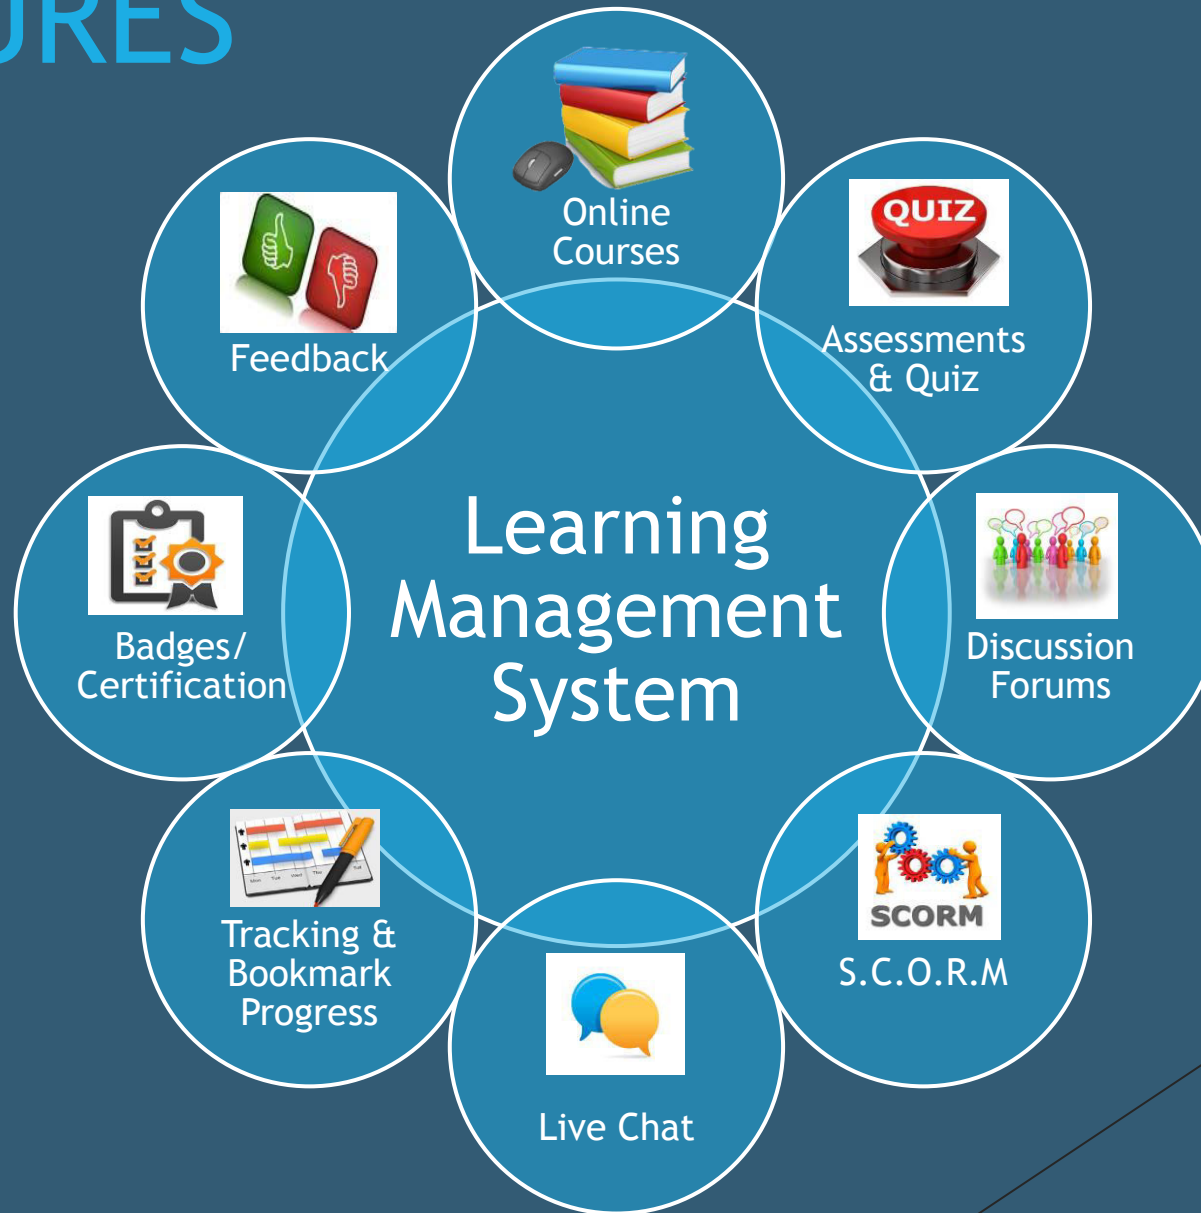 URES
Online
Courses
QUIZ
Assessments
& Quiz
Discussion
Forums
SCORM
S.C.O.R.M
Live Chat
Tracking &
Bookmark
Progress
Badges/
Certification
Feedback
Learning
Management
System